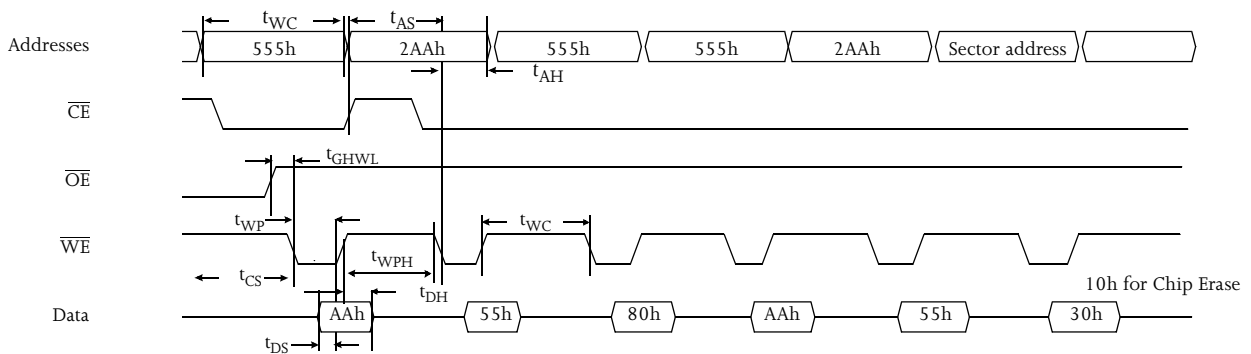 tWC tAS
Addresses 555h 2AAh 555h 555h 2AAh Sector address
tAH
CE
tGHWL
OE
tWP tWC
WE
tWPH
tCS
tDH
10h for Chip Erase
Data AAh 55h 80h AAh 55h 30h
tDS